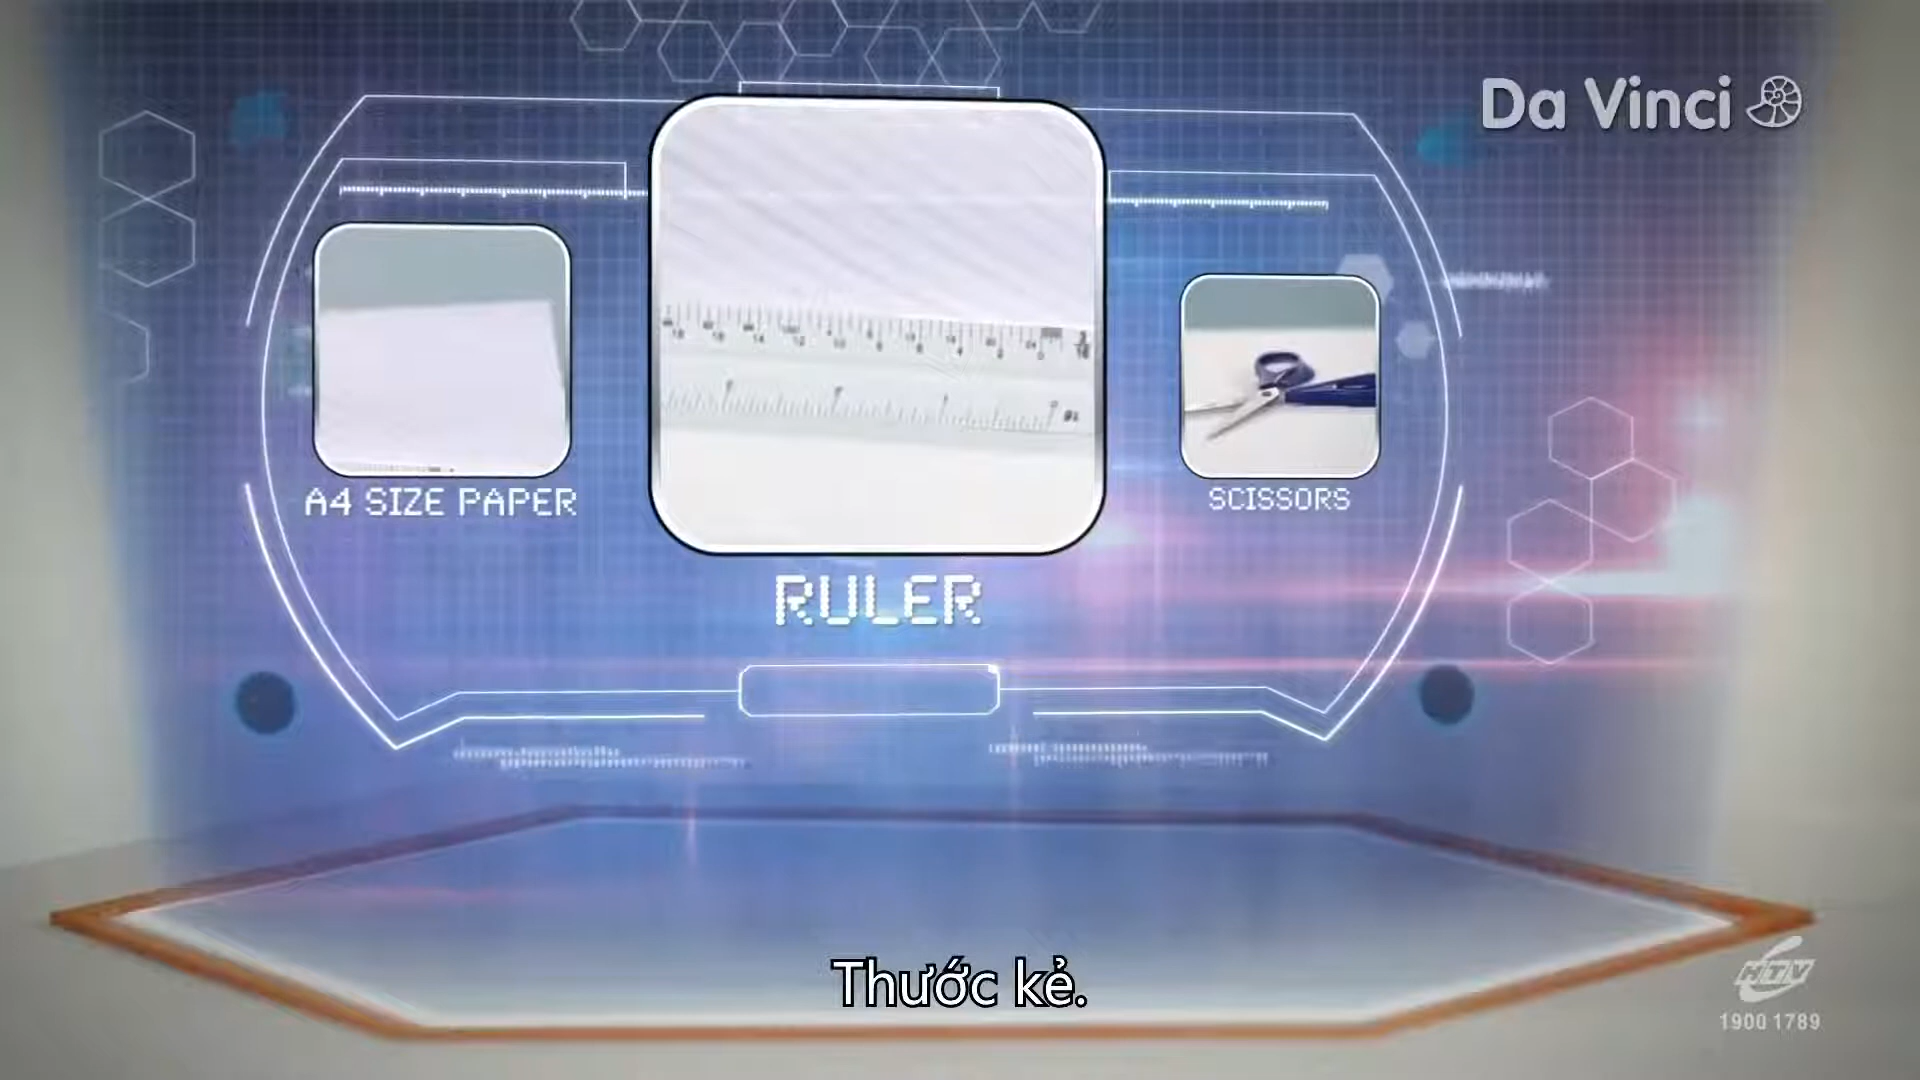 Da Vinci
A4 SIZE PAPER
RULER
SCISSORS
Thước kẻ.
HTV
1900 1789